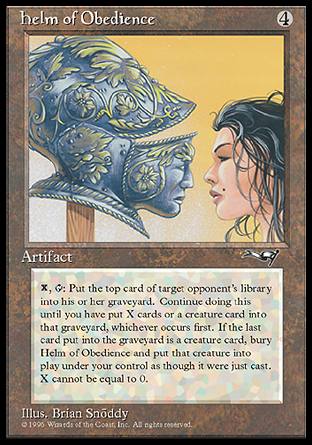 Helm of Obedience 4
Artifact
X, T: Put the top card of target opponent's library
into his or her graveyard. Continue doing this
until you have put X cards or a creature card into
that graveyard, whichever occurs first. If the last
card put into the graveyard is a creature card, bury
Helm of Obedience and put that creature into
play under your control as though it were just cast.
X cannot be equal to 0.
Illus. Brian Snōddy
© 1996 Wizards of the Coast, Inc. All rights reserved.